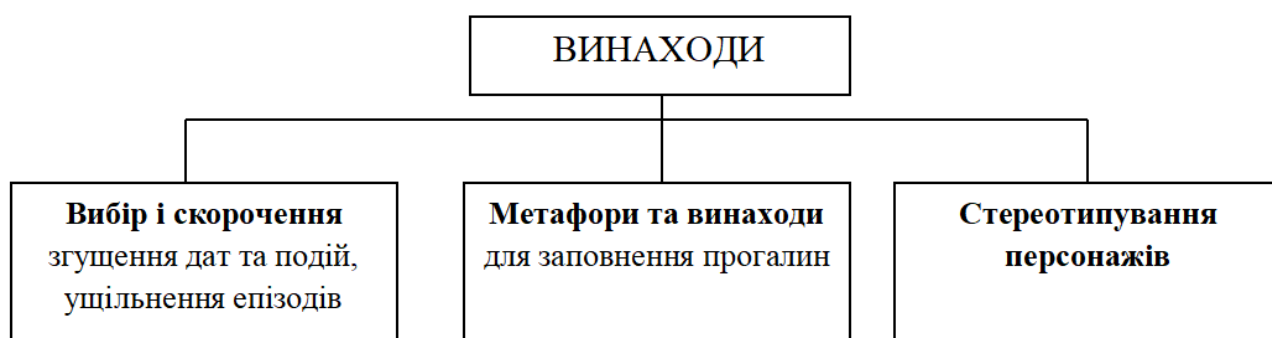 ВИНАХОДИ
Вибір і скорочення
згущення дат та подій,
ущільнення епізодів
Метафори та винаходи
для заповнення прогалин
Стереотипування
персонажів